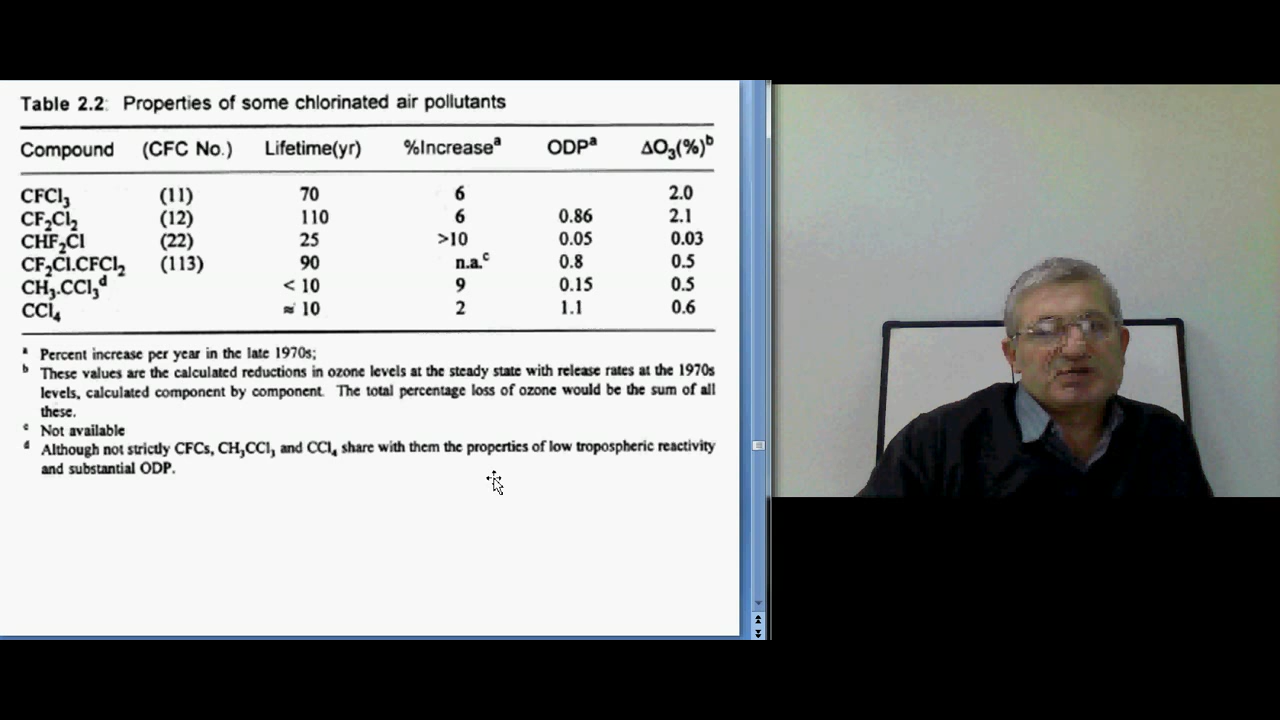 Table 2.2: Properties of some chlorinated air pollutants
Compound (CFC No.) Lifetime(yr) %Increaseᵃ ODPᵃ ΔO₃(%)ᵇ
CFCl₃ (11) 70 6 2.0
CF₂Cl₂ (12) 110 6 0.86 2.1
CHF₂Cl (22) 25 >10 0.05 0.03
CF₂Cl.CFCl₂ (113) 90 n.a.ᶜ 0.8 0.5
CH₃.CCl₃ᵈ < 10 9 0.15 0.5
CCl₄ ≈ 10 2 1.1 0.6
ᵃ Percent increase per year in the late 1970s;
ᵇ These values are the calculated reductions in ozone levels at the steady state with release rates at the 1970s
levels, calculated component by component. The total percentage loss of ozone would be the sum of all
these.
ᶜ Not available
ᵈ Although not strictly CFCs, CH₃CCl₃ and CCl₄ share with them the properties of low tropospheric reactivity
and substantial ODP.